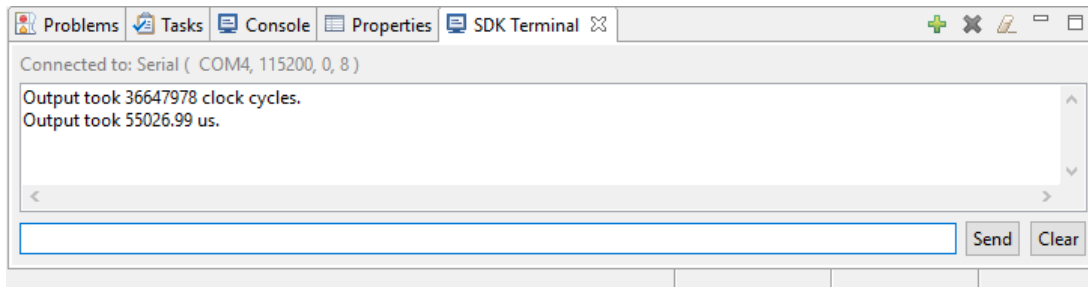 Problems Tasks Console Properties SDK Terminal
Connected to: Serial ( COM4, 115200, 0, 8 )
Output took 36647978 clock cycles.
Output took 55026.99 us.
Send Clear